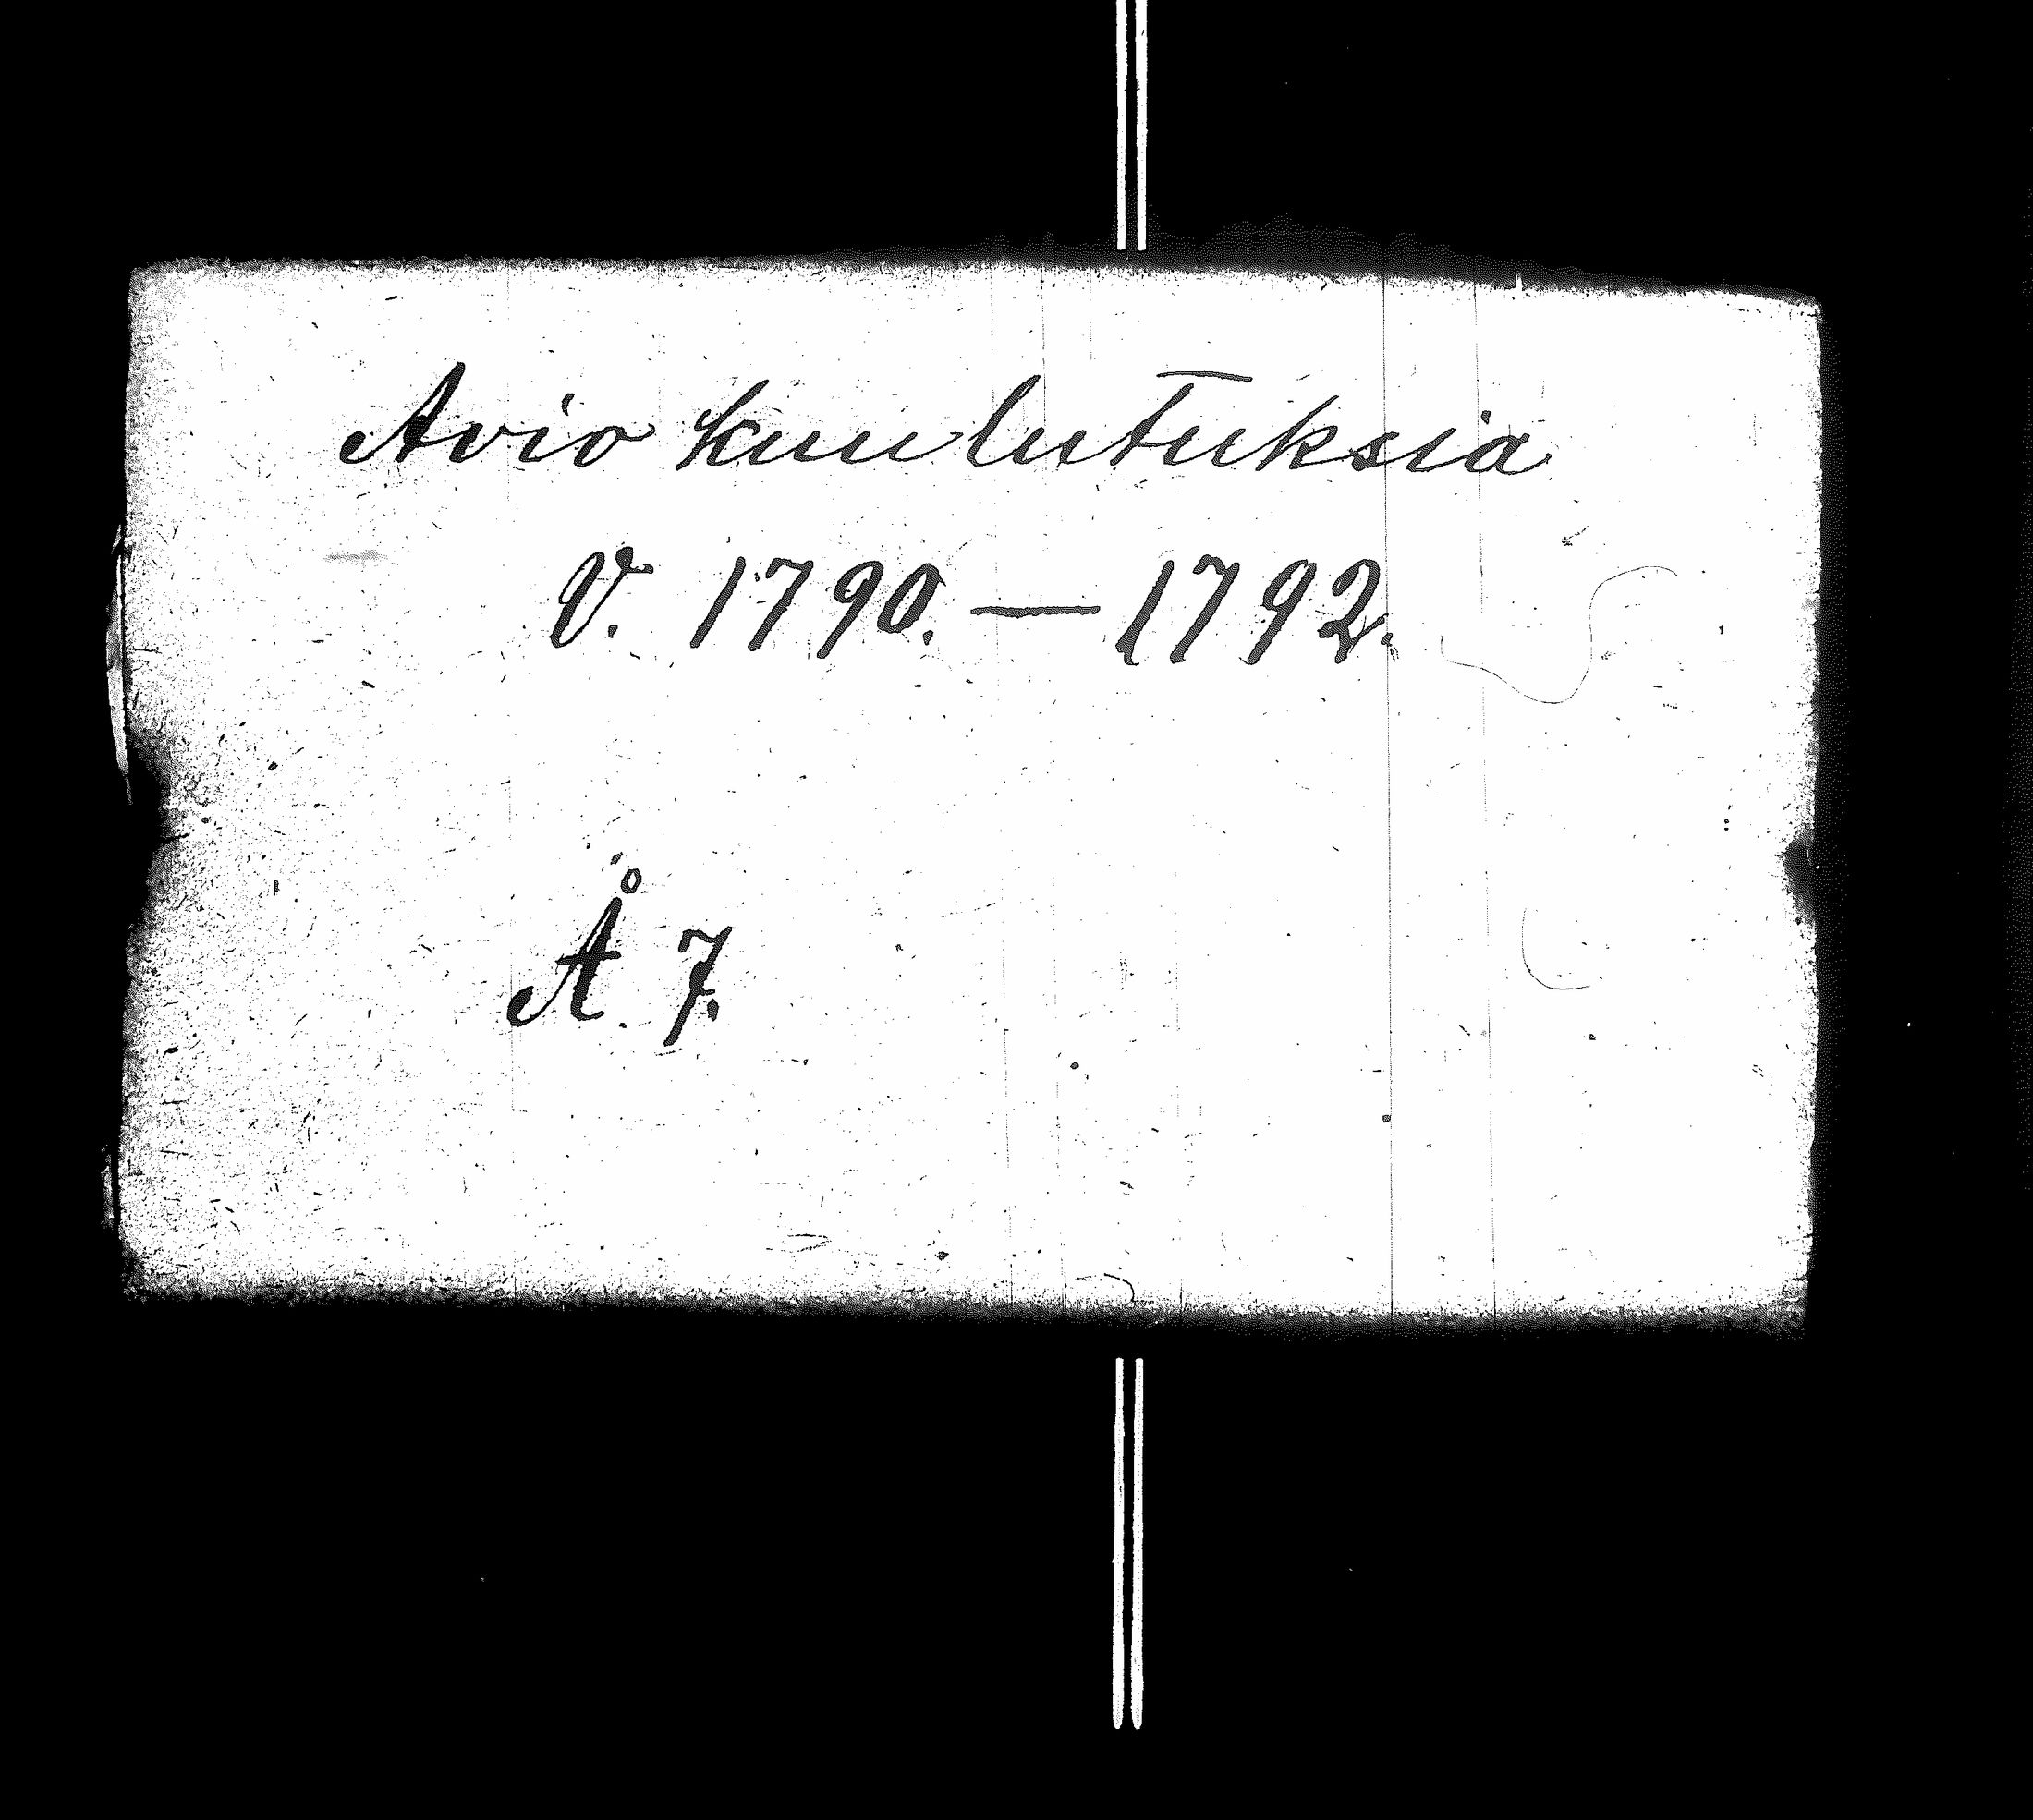 Avio kuulutuksia
V. 1790. — 1792.
Å 7.